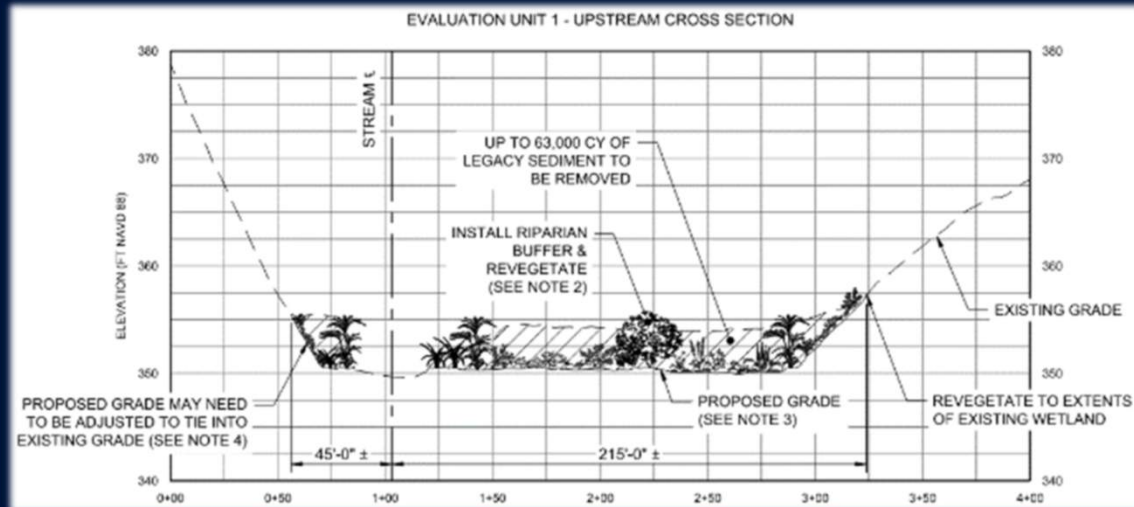 EVALUATION UNIT 1 - UPSTREAM CROSS SECTION
380
380
STREAM ℄
UP TO 63,000 CY OF
LEGACY SEDIMENT TO
BE REMOVED
370
370
ELEVATION (FT NAVD 88)
INSTALL RIPARIAN
BUFFER &
REVEGETATE
(SEE NOTE 2)
360
360
EXISTING GRADE
350
350
PROPOSED GRADE MAY NEED
TO BE ADJUSTED TO TIE INTO
EXISTING GRADE (SEE NOTE 4)
PROPOSED GRADE
(SEE NOTE 3)
REVEGETATE TO EXTENTS
OF EXISTING WETLAND
45'-0" ±
215'-0" ±
340
340
0+00
0+50
1+00
1+50
2+00
2+50
3+00
3+50
4+00